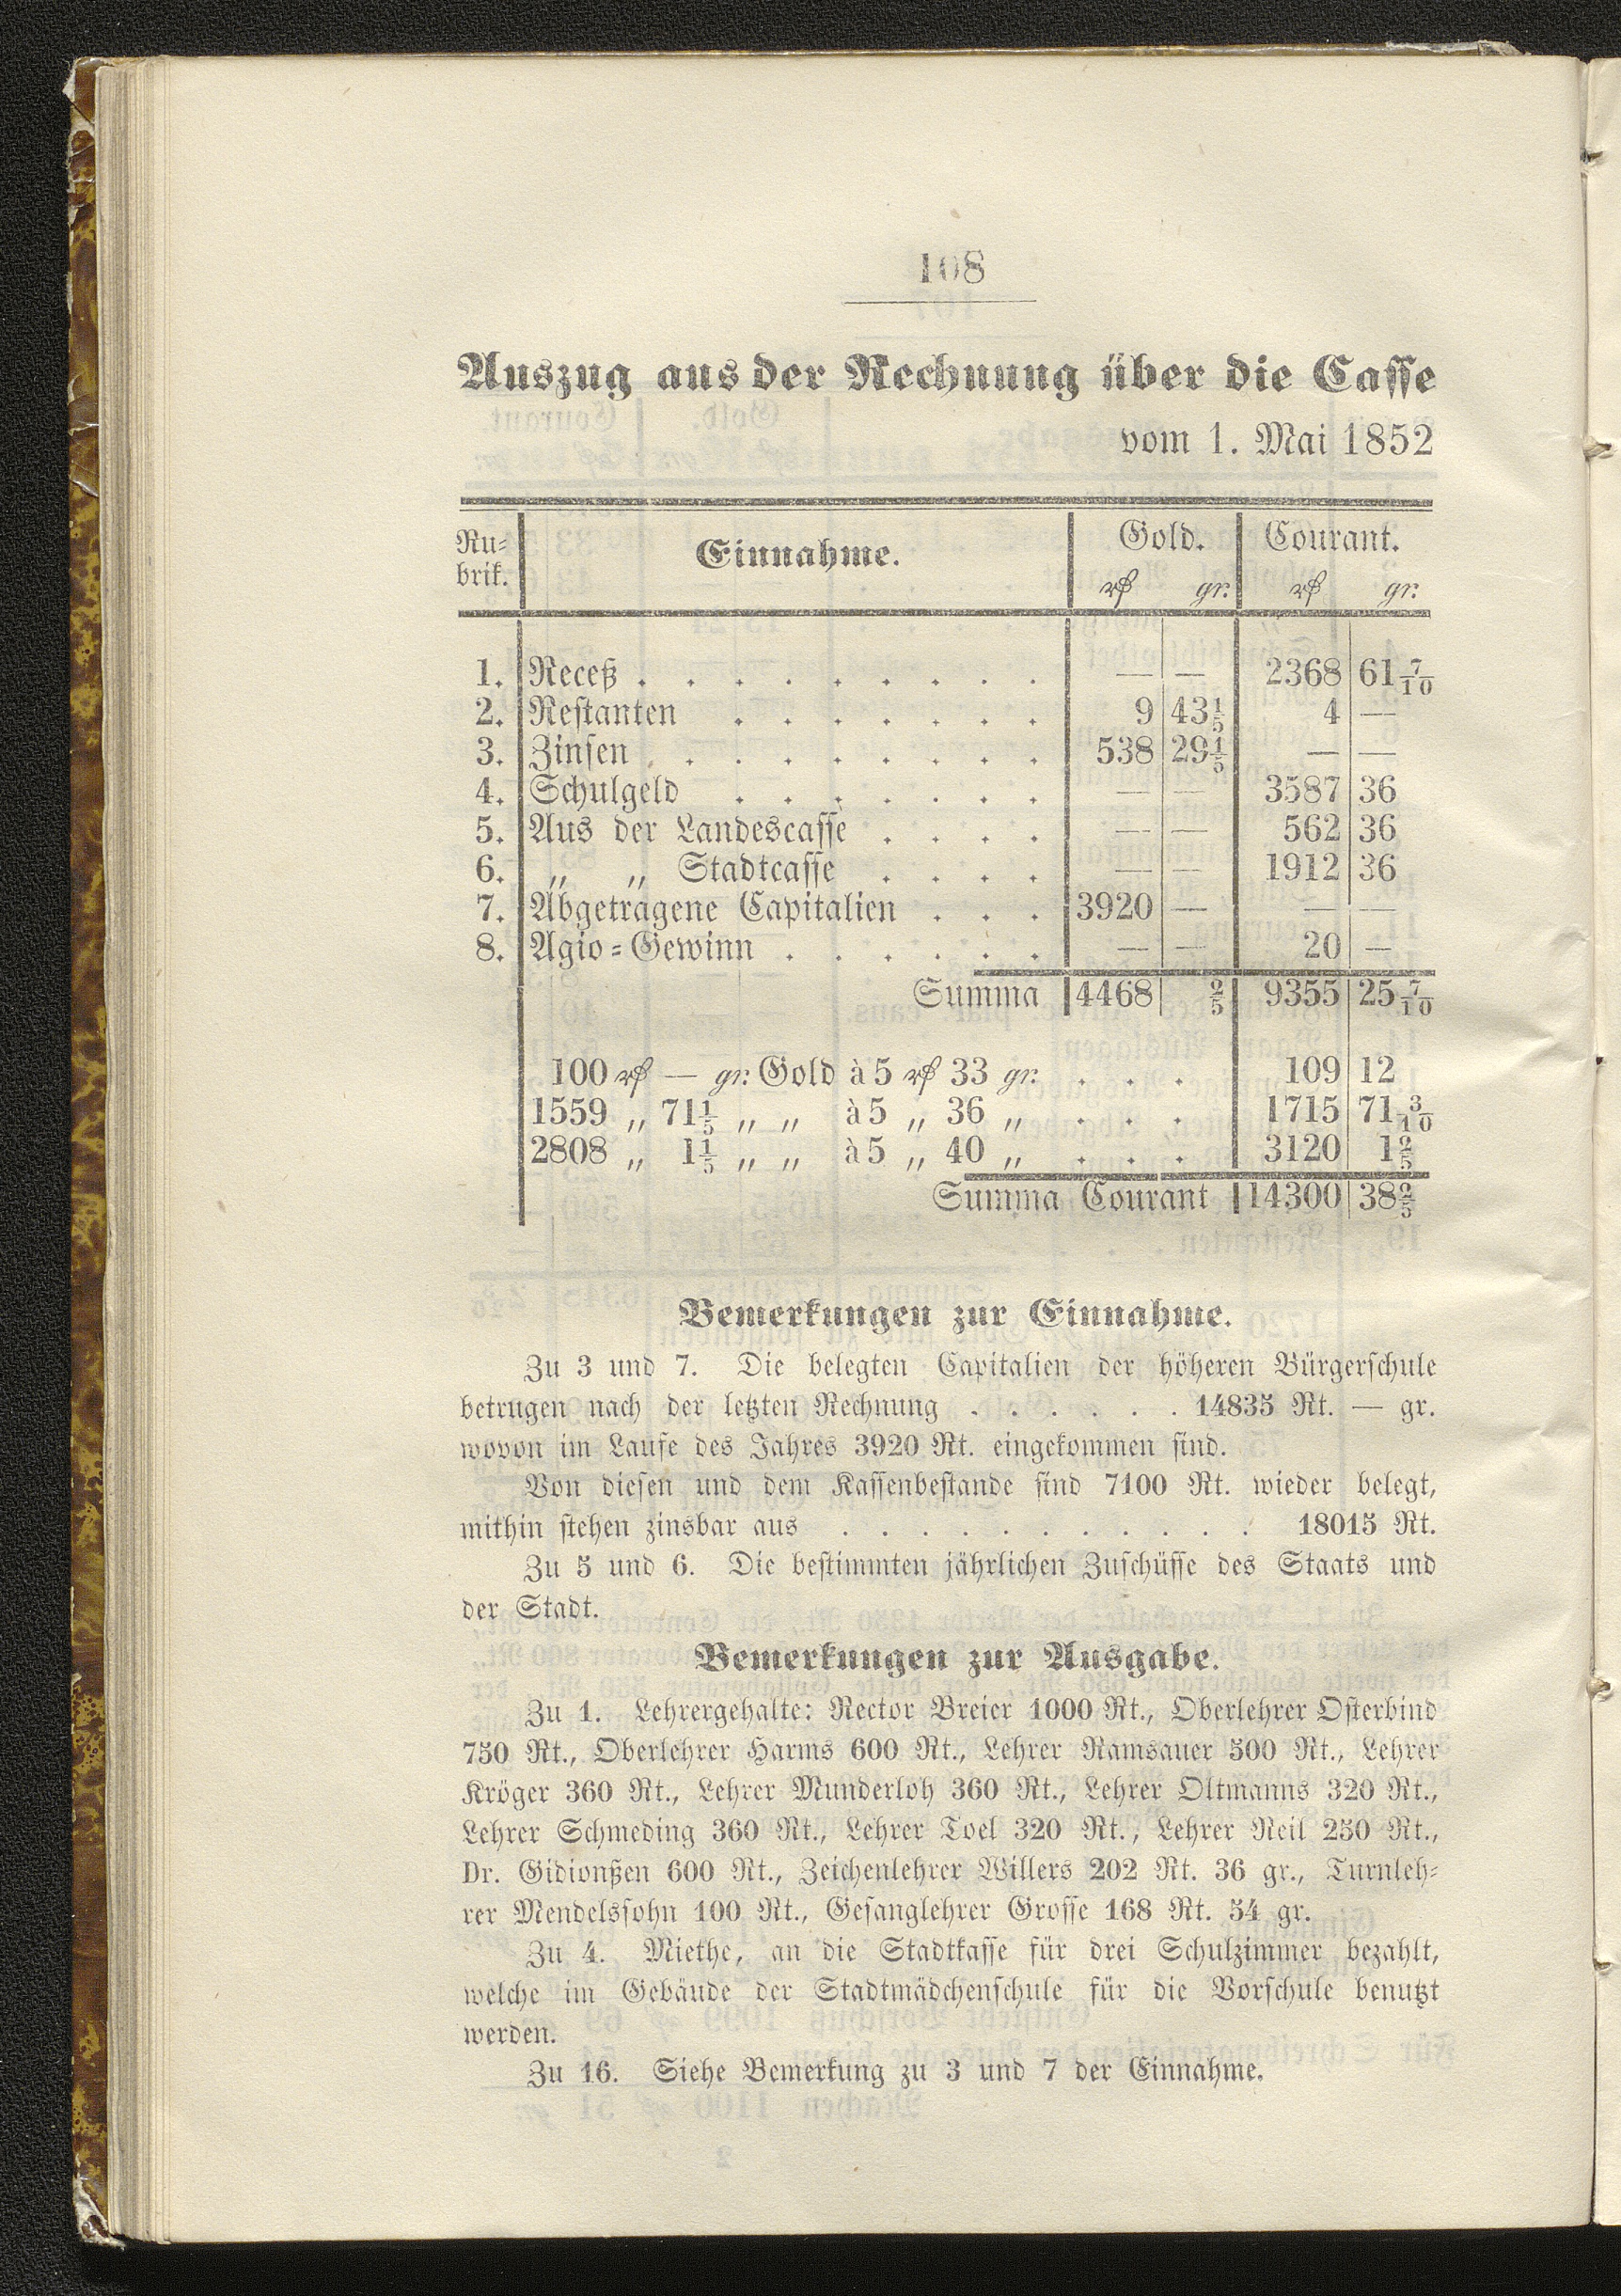 108
Auszug aus der Rechnung über die Casse
vom 1. Mai 1852
Ru=
brik.
Einnahme. Gold. Courant.
rβ gr. rβ gr.
1. Receß . . . . . . . . . — — 2368 61 7/10
2. Restanten . . . . . . . 9 43 1/5 4 —
3. Zinsen . . . . . . . . . 538 29 1/5 — —
4. Schulgeld . . . . . . . — — 3587 36
5. Aus der Landescasse . . . . — — 562 36
6. „ „ Stadtcasse . . . . — — 1912 36
7. Abgetragene Capitalien . . . 3920 — — —
8. Agio=Gewinn . . . . . . — — 20 —
Summa 4468 2/5 9355 25 7/10
100 rβ — gr. Gold à 5 rβ 33 gr. . . . 109 12
1559 „ 71 1/5 „ „ à 5 „ 36 „ . . . 1715 71 3/10
2808 „ 1 1/5 „ „ à 5 „ 40 „ . . . 3120 1 2/5
Summa Courant 14300 38 2/5
Bemerkungen zur Einnahme.
Zu 3 und 7. Die belegten Capitalien der höheren Bürgerschule
betrugen nach der letzten Rechnung . . . . . . 14835 Rt. — gr.
wovon im Laufe des Jahres 3920 Rt. eingekommen sind.
Von diesen und dem Kassenbestande sind 7100 Rt. wieder belegt,
mithin stehen zinsbar aus . . . . . . . . . . . 18015 Rt.
Zu 5 und 6. Die bestimmten jährlichen Zuschüsse des Staats und
der Stadt.
Bemerkungen zur Ausgabe.
Zu 1. Lehrergehalte: Rector Breier 1000 Rt., Oberlehrer Osterbind
750 Rt., Oberlehrer Harms 600 Rt., Lehrer Ramsauer 500 Rt., Lehrer
Kröger 360 Rt., Lehrer Munderloh 360 Rt., Lehrer Oltmanns 320 Rt.,
Lehrer Schmeding 360 Rt., Lehrer Toel 320 Rt., Lehrer Neil 250 Rt.,
Dr. Gidionßen 600 Rt., Zeichenlehrer Willers 202 Rt. 36 gr., Turnleh=
rer Mendelssohn 100 Rt., Gesanglehrer Grosse 168 Rt. 54 gr.
Zu 4. Miethe, an die Stadtkasse für drei Schulzimmer bezahlt,
welche im Gebäude der Stadtmädchenschule für die Vorschule benutzt
werden.
Zu 16. Siehe Bemerkung zu 3 und 7 der Einnahme.